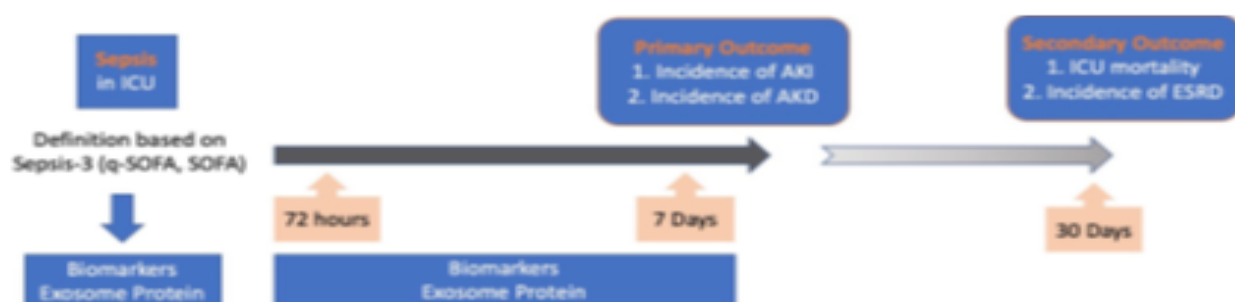 Sepsis
in ICU
Definition based on
Sepsis-3 (q-SOFA, SOFA)
Biomarkers
Exosome Protein
72 hours
7 Days
Biomarkers
Exosome Protein
Primary Outcome
1. Incidence of AKI
2. Incidence of AKD
Secondary Outcome
1. ICU mortality
2. Incidence of ESRD
30 Days